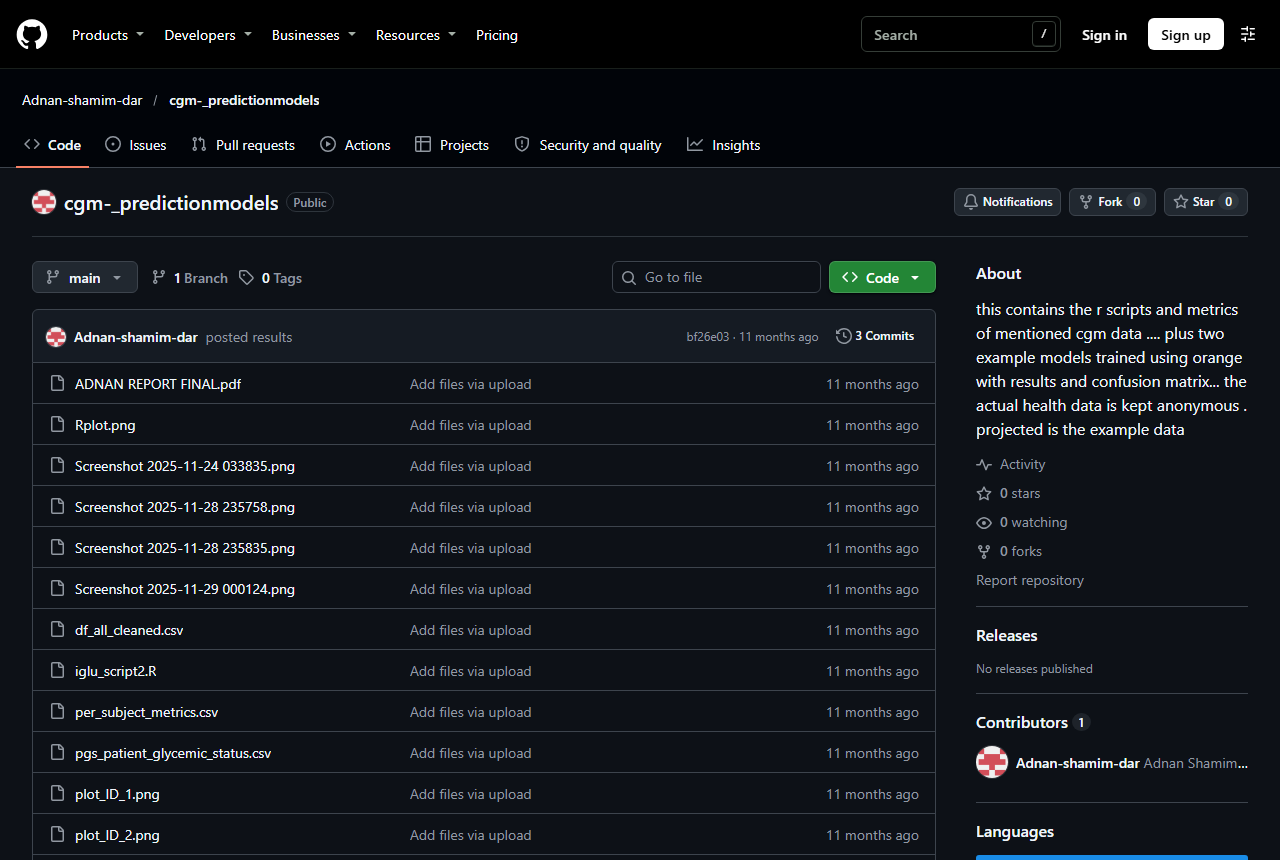 Products Developers Businesses Resources Pricing Search / Sign in Sign up
Adnan-shamim-dar / cgm-_predictionmodels
Code Issues Pull requests Actions Projects Security and quality Insights
cgm-_predictionmodels Public Notifications Fork 0 Star 0
main 1 Branch 0 Tags Go to file Code
Adnan-shamim-dar posted results bf26e03 · 11 months ago 3 Commits
ADNAN REPORT FINAL.pdf Add files via upload 11 months ago
Rplot.png Add files via upload 11 months ago
Screenshot 2025-11-24 033835.png Add files via upload 11 months ago
Screenshot 2025-11-28 235758.png Add files via upload 11 months ago
Screenshot 2025-11-28 235835.png Add files via upload 11 months ago
Screenshot 2025-11-29 000124.png Add files via upload 11 months ago
df_all_cleaned.csv Add files via upload 11 months ago
iglu_script2.R Add files via upload 11 months ago
per_subject_metrics.csv Add files via upload 11 months ago
pgs_patient_glycemic_status.csv Add files via upload 11 months ago
plot_ID_1.png Add files via upload 11 months ago
plot_ID_2.png Add files via upload 11 months ago
About
this contains the r scripts and metrics
of mentioned cgm data .... plus two
example models trained using orange
with results and confusion matrix... the
actual health data is kept anonymous .
projected is the example data
Activity
0 stars
0 watching
0 forks
Report repository
Releases
No releases published
Contributors 1
Adnan-shamim-dar Adnan Shamim...
Languages